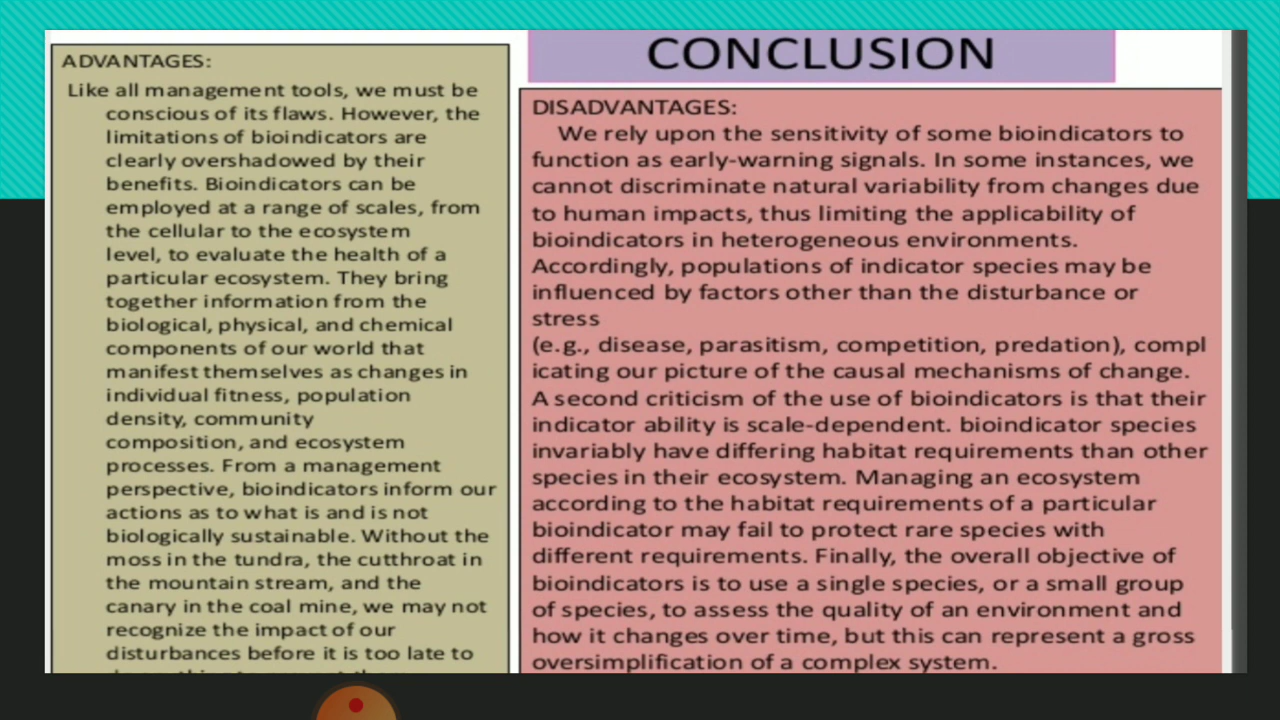 ADVANTAGES:
Like all management tools, we must be
conscious of its flaws. However, the
limitations of bioindicators are
clearly overshadowed by their
benefits. Bioindicators can be
employed at a range of scales, from
the cellular to the ecosystem
level, to evaluate the health of a
particular ecosystem. They bring
together information from the
biological, physical, and chemical
components of our world that
manifest themselves as changes in
individual fitness, population
density, community
composition, and ecosystem
processes. From a management
perspective, bioindicators inform our
actions as to what is and is not
biologically sustainable. Without the
moss in the tundra, the cutthroat in
the mountain stream, and the
canary in the coal mine, we may not
recognize the impact of our
disturbances before it is too late to
CONCLUSION
DISADVANTAGES:
We rely upon the sensitivity of some bioindicators to
function as early-warning signals. In some instances, we
cannot discriminate natural variability from changes due
to human impacts, thus limiting the applicability of
bioindicators in heterogeneous environments.
Accordingly, populations of indicator species may be
influenced by factors other than the disturbance or
stress
(e.g., disease, parasitism, competition, predation), compl
icating our picture of the causal mechanisms of change.
A second criticism of the use of bioindicators is that their
indicator ability is scale-dependent. bioindicator species
invariably have differing habitat requirements than other
species in their ecosystem. Managing an ecosystem
according to the habitat requirements of a particular
bioindicator may fail to protect rare species with
different requirements. Finally, the overall objective of
bioindicators is to use a single species, or a small group
of species, to assess the quality of an environment and
how it changes over time, but this can represent a gross
oversimplification of a complex system.